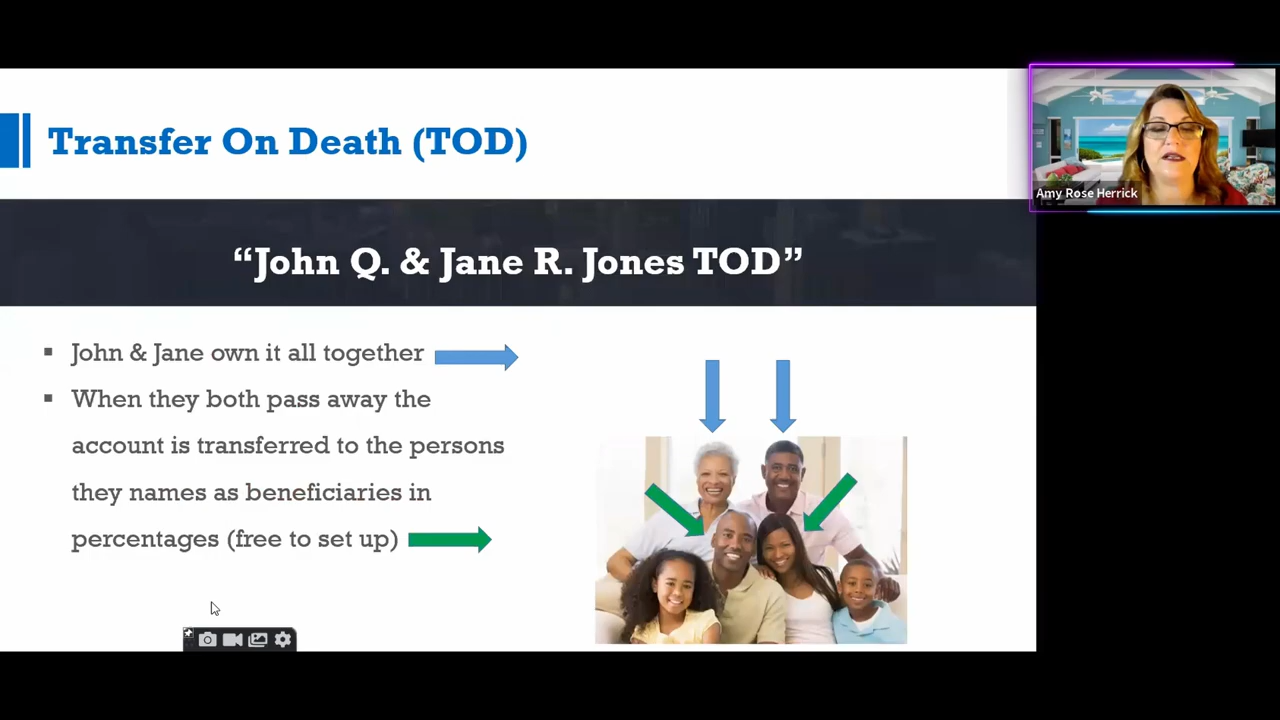 Transfer On Death (TOD)
“John Q. & Jane R. Jones TOD”
▪ John & Jane own it all together
▪ When they both pass away the
account is transferred to the persons
they names as beneficiaries in
percentages (free to set up)
Amy Rose Herrick